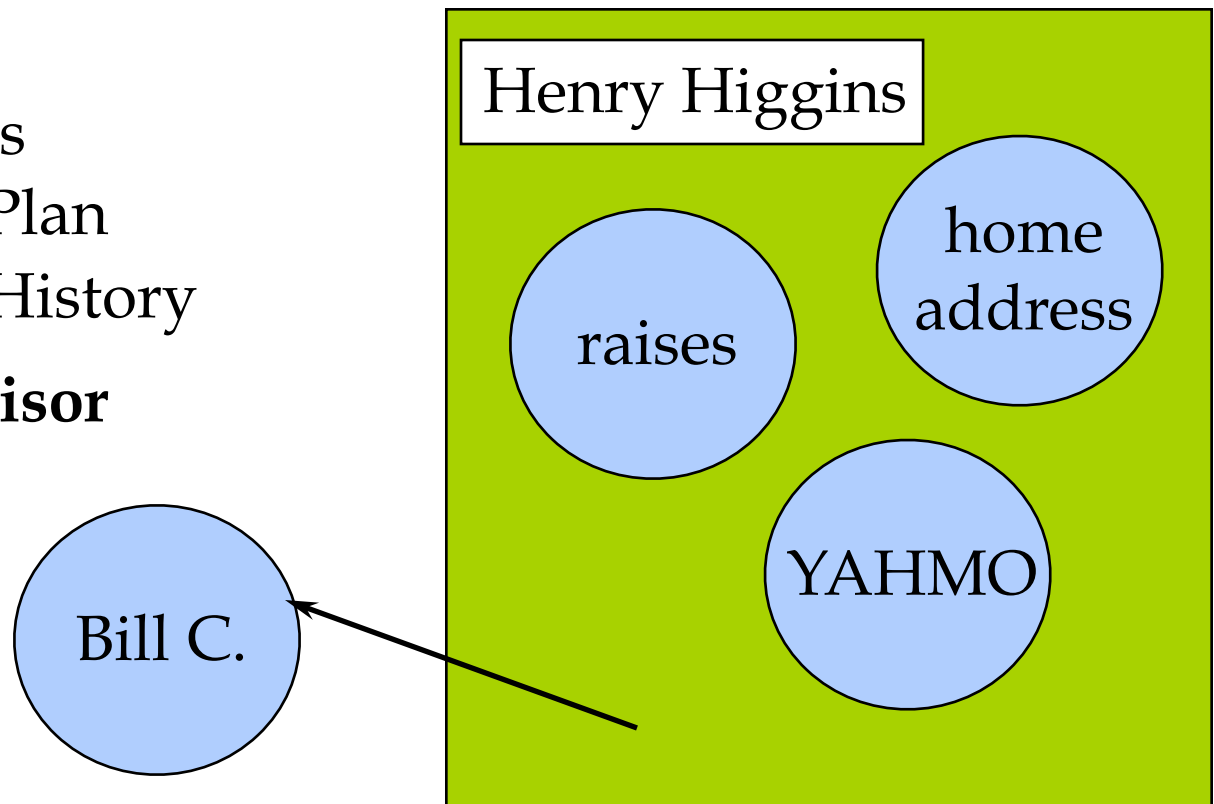 s
Plan
History
isor
Bill C.
Henry Higgins
raises
home
address
YAHMO